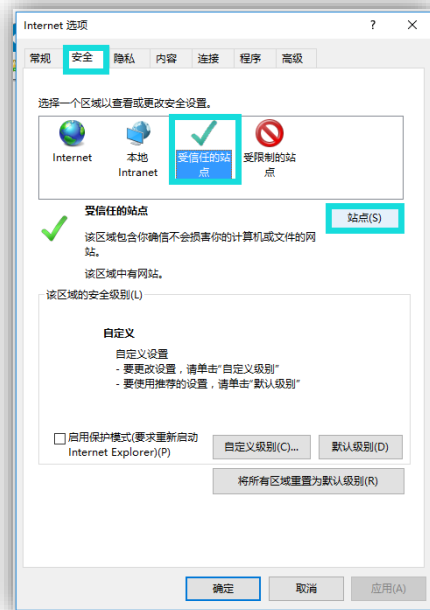 Internet 选项
常规 安全 隐私 内容 连接 程序 高级
选择一个区域以查看或更改安全设置。
Internet
本地
Intranet
受信任的站
点
受限制的站
点
受信任的站点
站点(S)
该区域包含你确信不会损害你的计算机或文件的网
站。
该区域中有网站。
该区域的安全级别(L)
自定义
自定义设置
- 要更改设置，请单击"自定义级别"
- 要使用推荐的设置，请单击"默认级别"
启用保护模式(要求重新启动
Internet Explorer)(P)
自定义级别(C)... 默认级别(D)
将所有区域重置为默认级别(R)
确定 取消 应用(A)